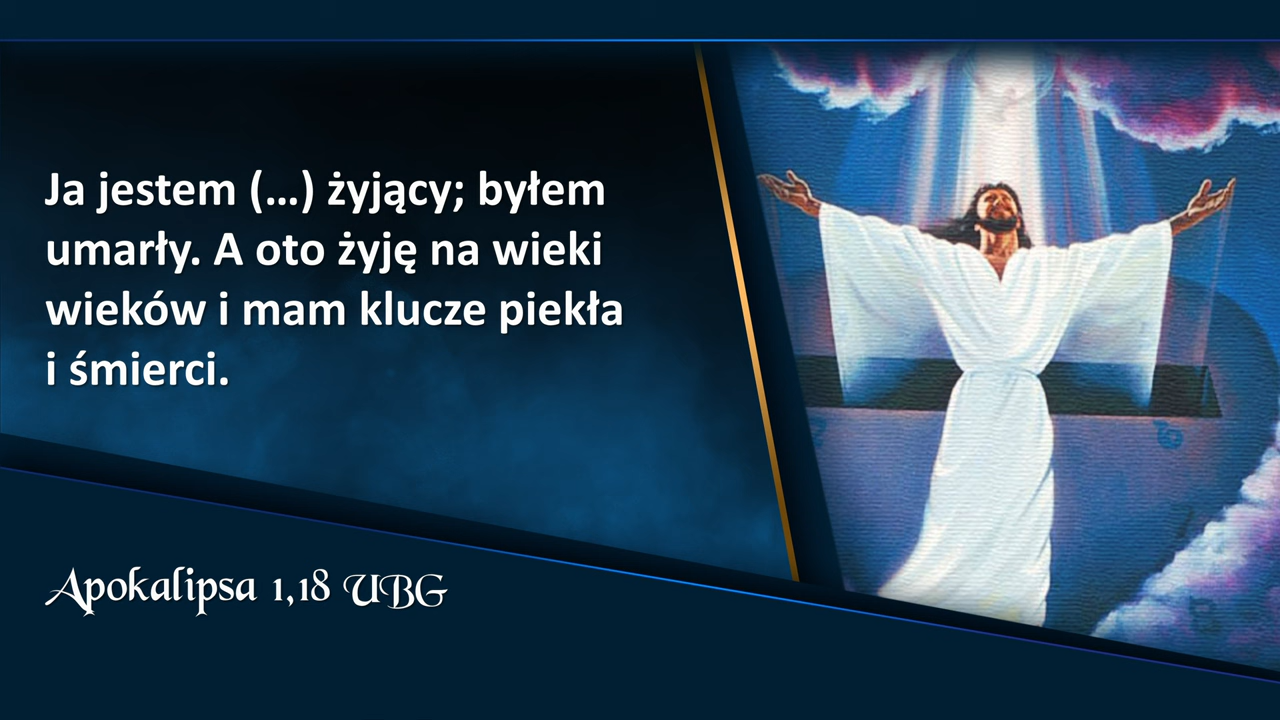 Ja jestem (…) żyjący; byłem
umarły. A oto żyję na wieki
wieków i mam klucze piekła
i śmierci.
Apokalipsa 1,18 UBG